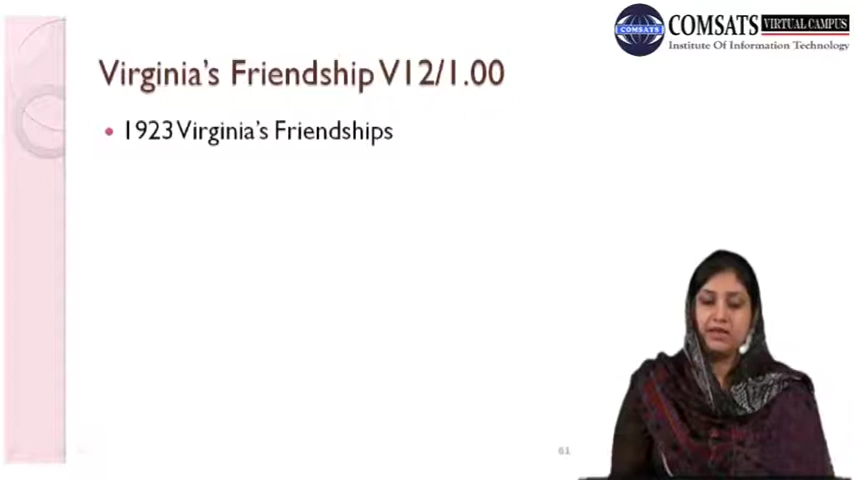 COMSATS VIRTUAL CAMPUS
COMSATS
Institute Of Information Technology
Virginia's Friendship V12/1.00
1923 Virginia's Friendships
61